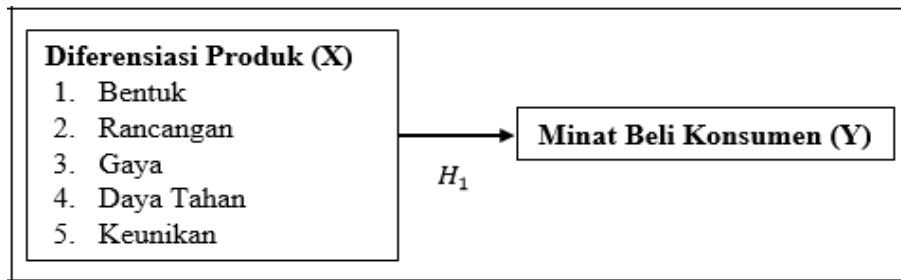 Diferensiasi Produk (X)
1. Bentuk
2. Rancangan
3. Gaya
4. Daya Tahan
5. Keunikan
H₁
Minat Beli Konsumen (Y)